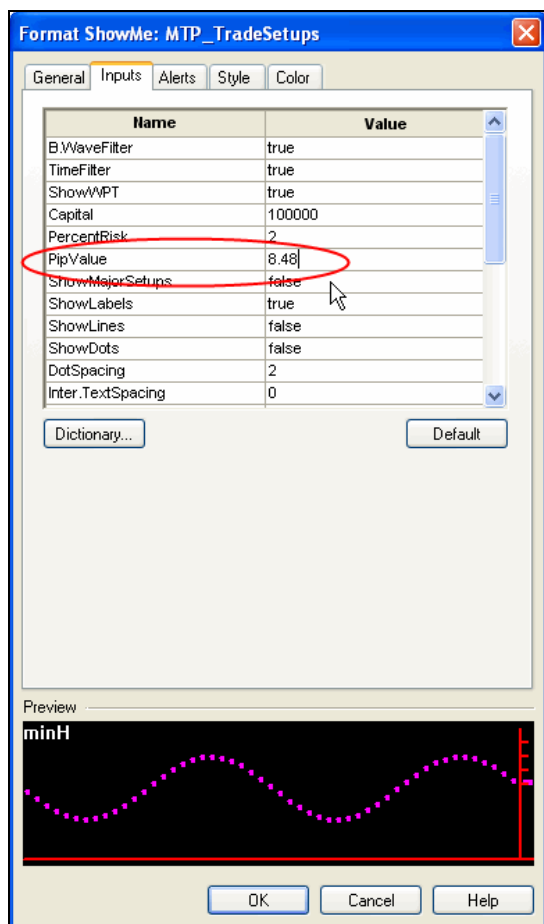 Format ShowMe: MTP_TradeSetups
General Inputs Alerts Style Color
Name Value
B.WaveFilter true
TimeFilter true
ShowWPT true
Capital 100000
PercentRisk 2
PipValue 8.48
ShowMajorSetups false
ShowLabels true
ShowLines false
ShowDots false
DotSpacing 2
Inter.TextSpacing 0
Dictionary... Default
Preview
minH
OK Cancel Help